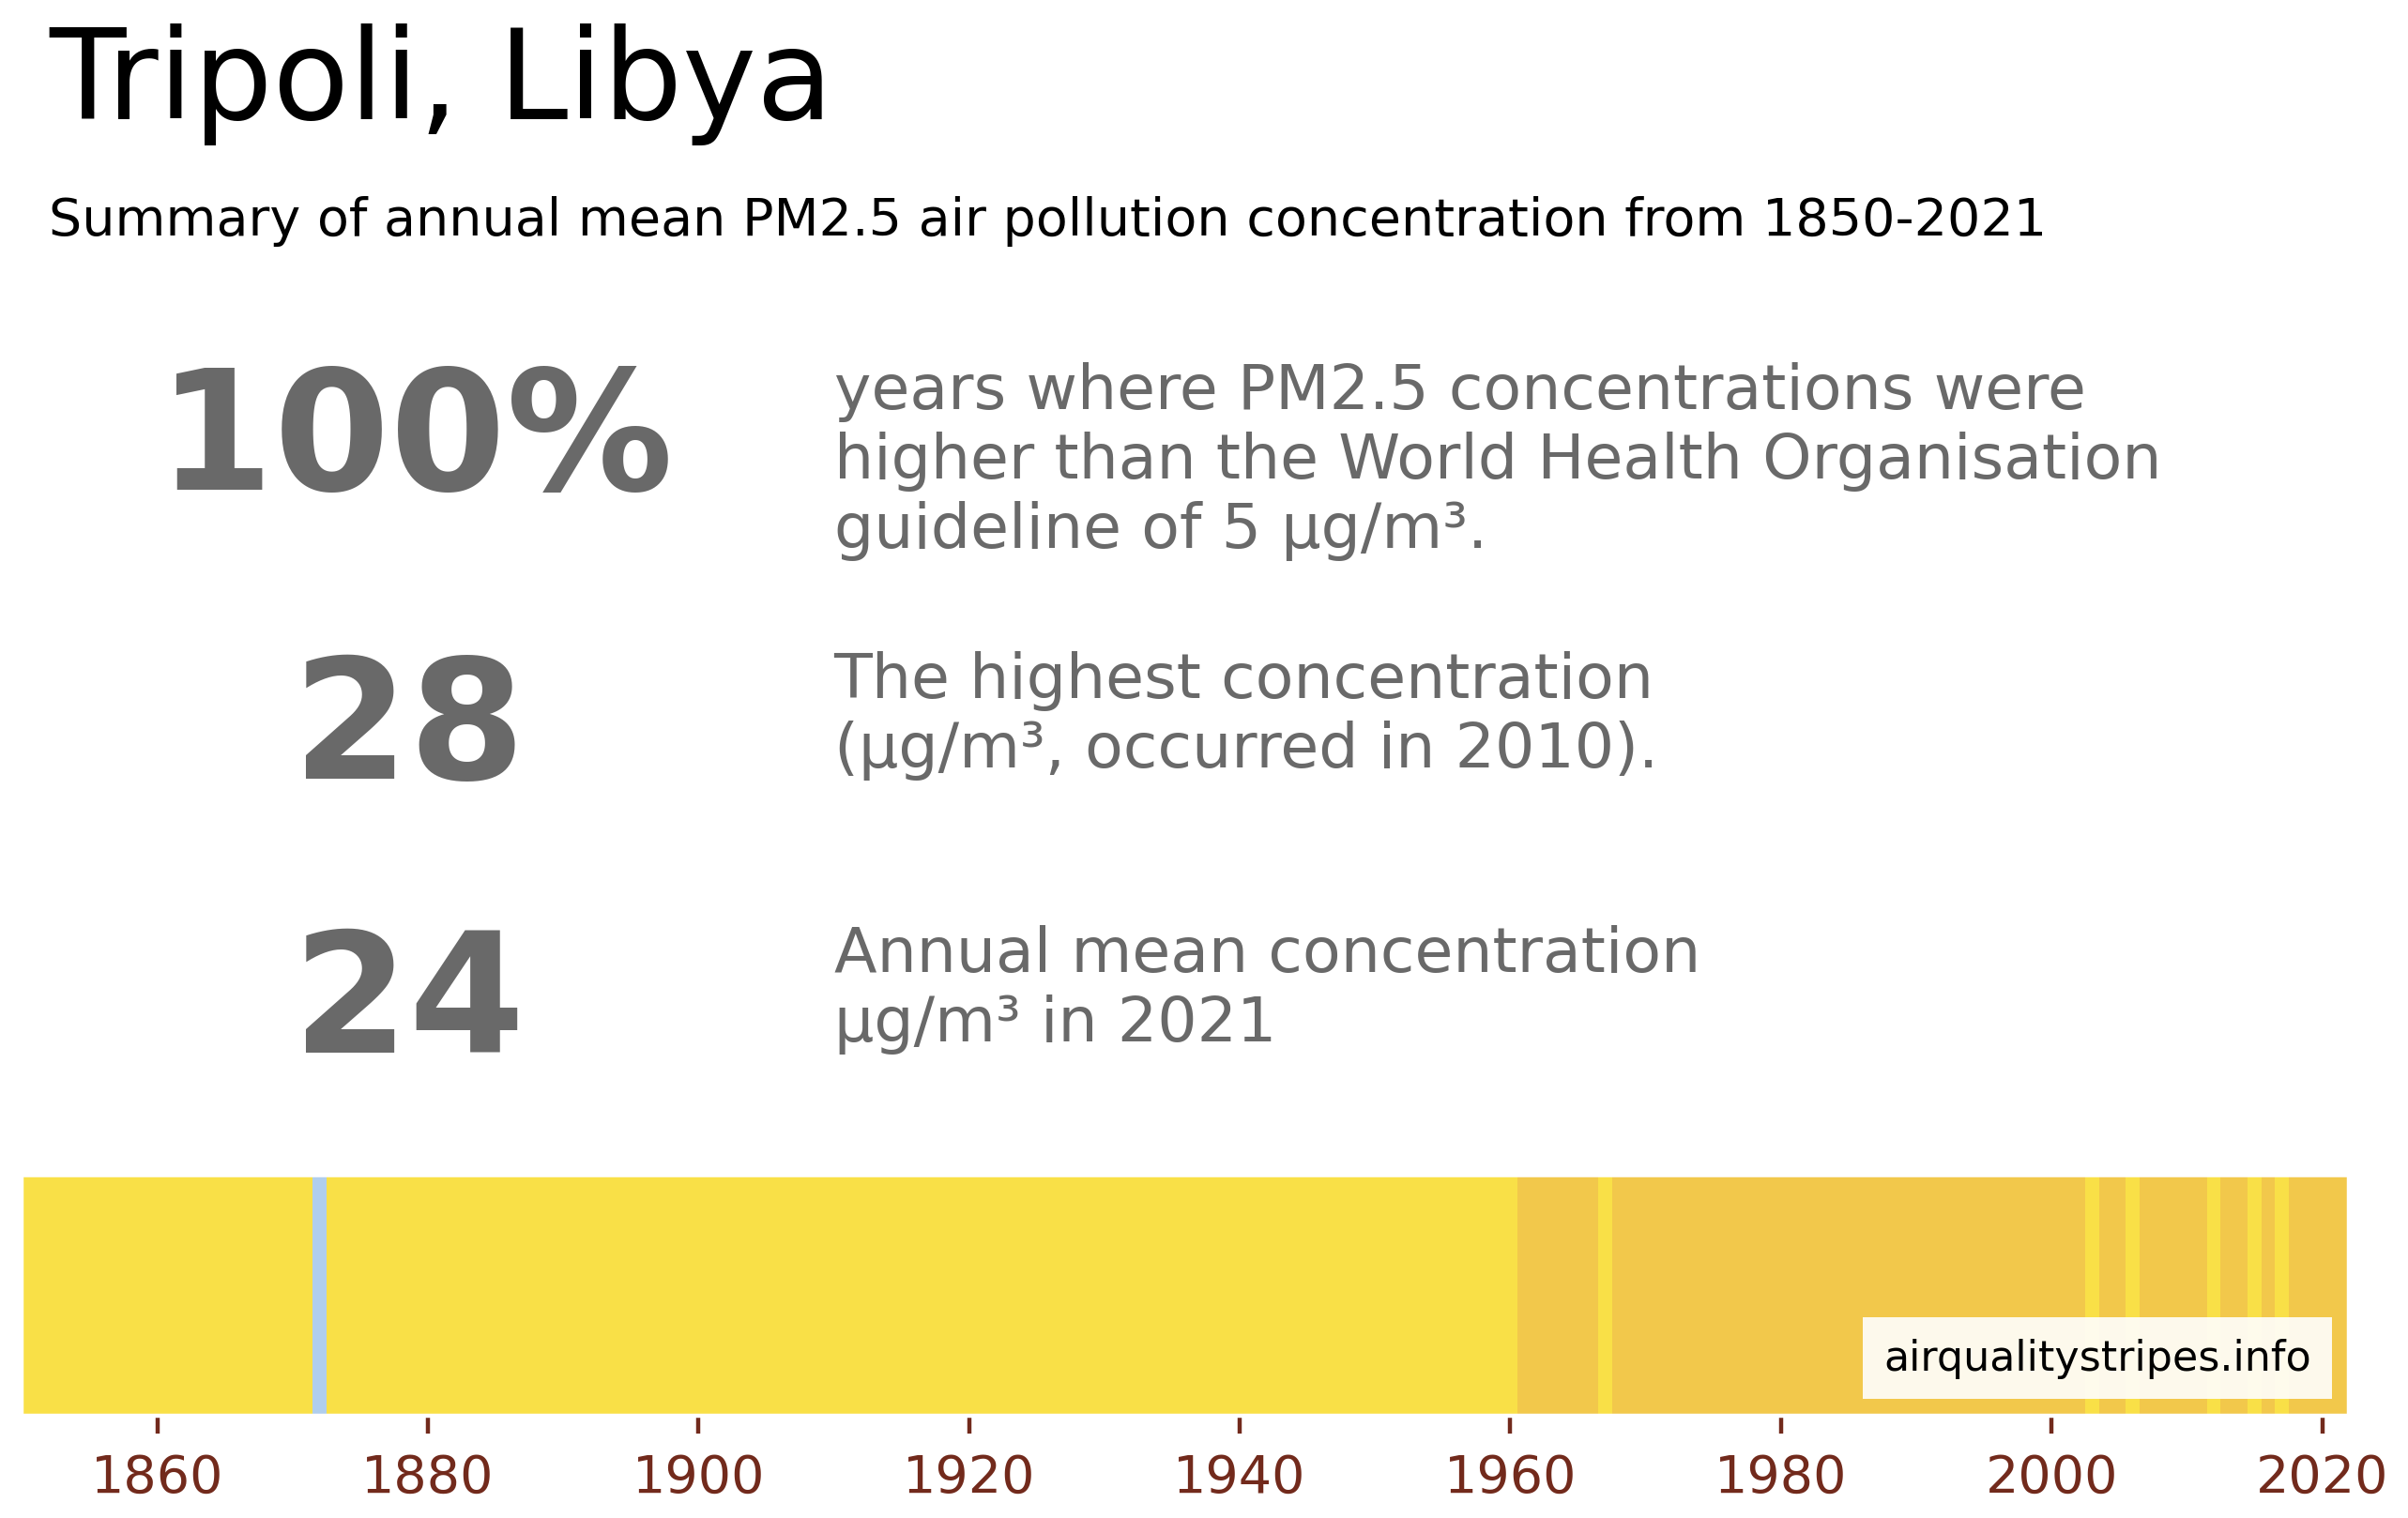 Tripoli, Libya
Summary of annual mean PM2.5 air pollution concentration from 1850-2021
100%
years where PM2.5 concentrations were
higher than the World Health Organisation
guideline of 5 µg/m³.
28
The highest concentration
(µg/m³, occurred in 2010).
24
Annual mean concentration
µg/m³ in 2021
airqualitystripes.info
1860 1880 1900 1920 1940 1960 1980 2000 2020